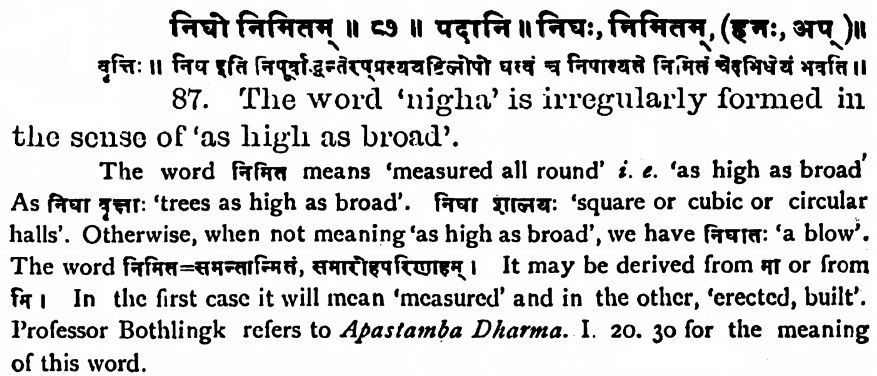 निघो निमितम् ॥ ८७ ॥ पदानि ॥ निघः, निमितम्, (हनः, अप्)॥
वृत्तिः ॥ निघ इति निपूर्वाद्धन्तेरप्प्रत्ययष्टिलोपो घत्वं च निपात्यते निमितं चेदभिधेयं भवति ॥
87. The word ‘nigha’ is irregularly formed in
the sense of ‘as high as broad’.
The word निमित means ‘measured all round’ i. e. ‘as high as broad’
As निघा वृक्षाः ‘trees as high as broad’. निघा शालयः ‘square or cubic or circular
halls’. Otherwise, when not meaning ‘as high as broad’, we have निघातः ‘a blow’.
The word निमित=समन्तान्मितं, समारोहपरिणाहम् । It may be derived from मा or from
मि । In the first case it will mean ‘measured’ and in the other, ‘erected, built’.
Professor Bothlingk refers to Apastamba Dharma. I. 20. 30 for the meaning
of this word.